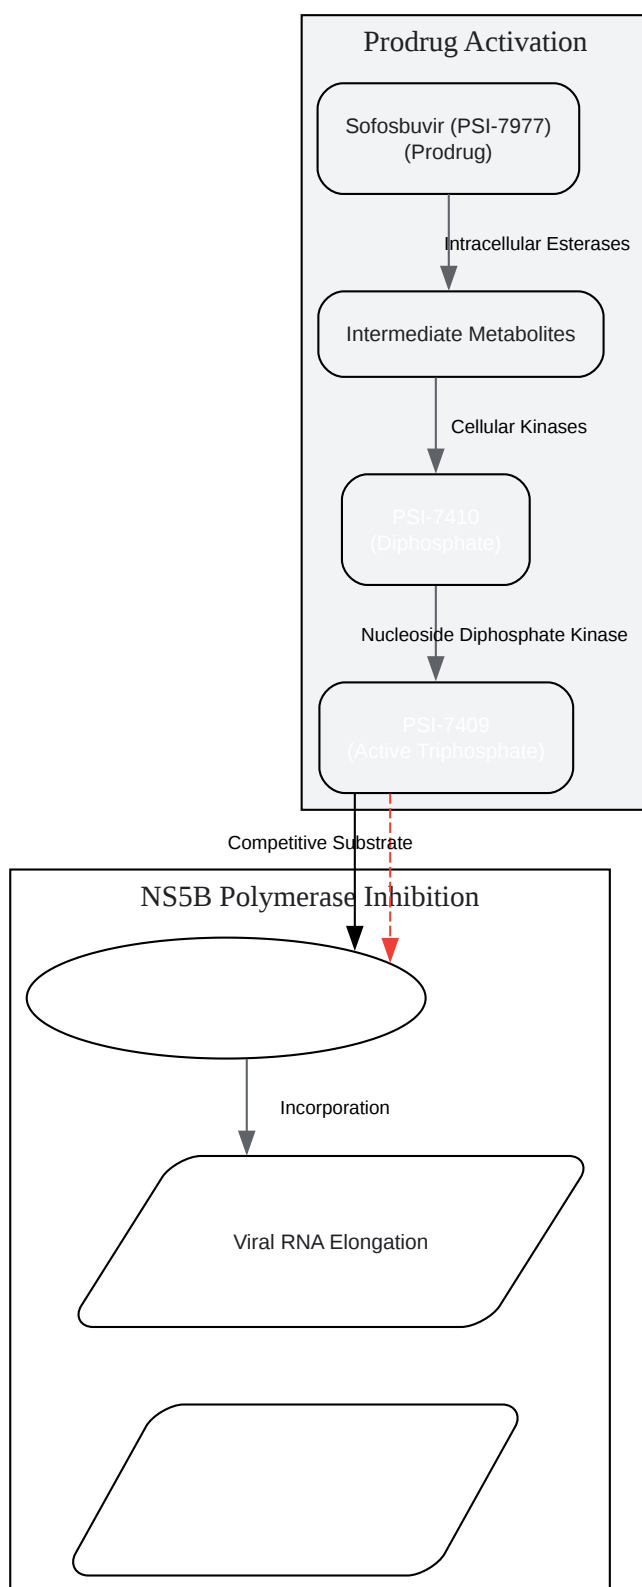 Prodrug Activation
Sofosbuvir (PSI-7977)
(Prodrug)
Intracellular Esterases
Intermediate Metabolites
Cellular Kinases
PSI-7410
(Diphosphate)
Nucleoside Diphosphate Kinase
PSI-7409
(Active Triphosphate)
Competitive Substrate
NS5B Polymerase Inhibition
Incorporation
Viral RNA Elongation